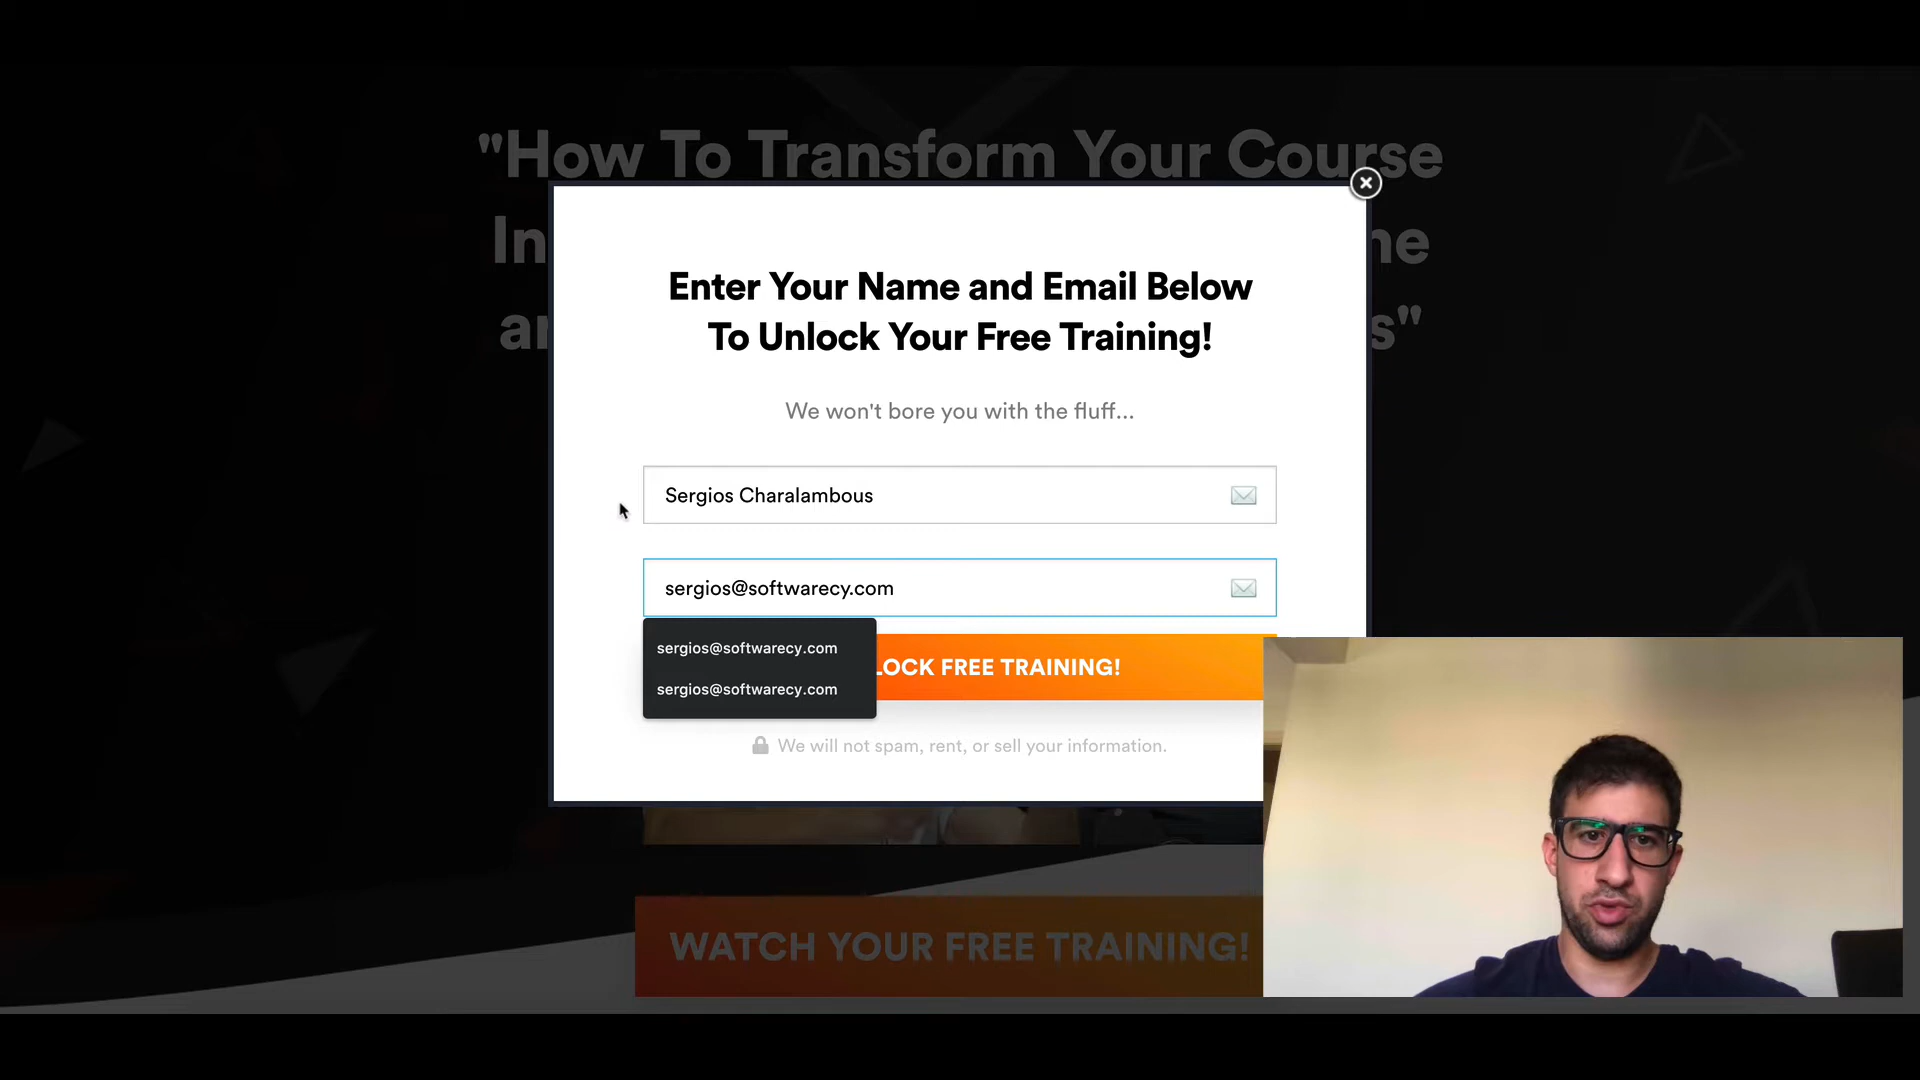 "How To Transform Your Course
In
ne
an
s"
Enter Your Name and Email Below
To Unlock Your Free Training!
We won't bore you with the fluff...
Sergios Charalambous
sergios@softwarecy.com
sergios@softwarecy.com
sergios@softwarecy.com
LOCK FREE TRAINING!
We will not spam, rent, or sell your information.
WATCH YOUR FREE TRAINING!